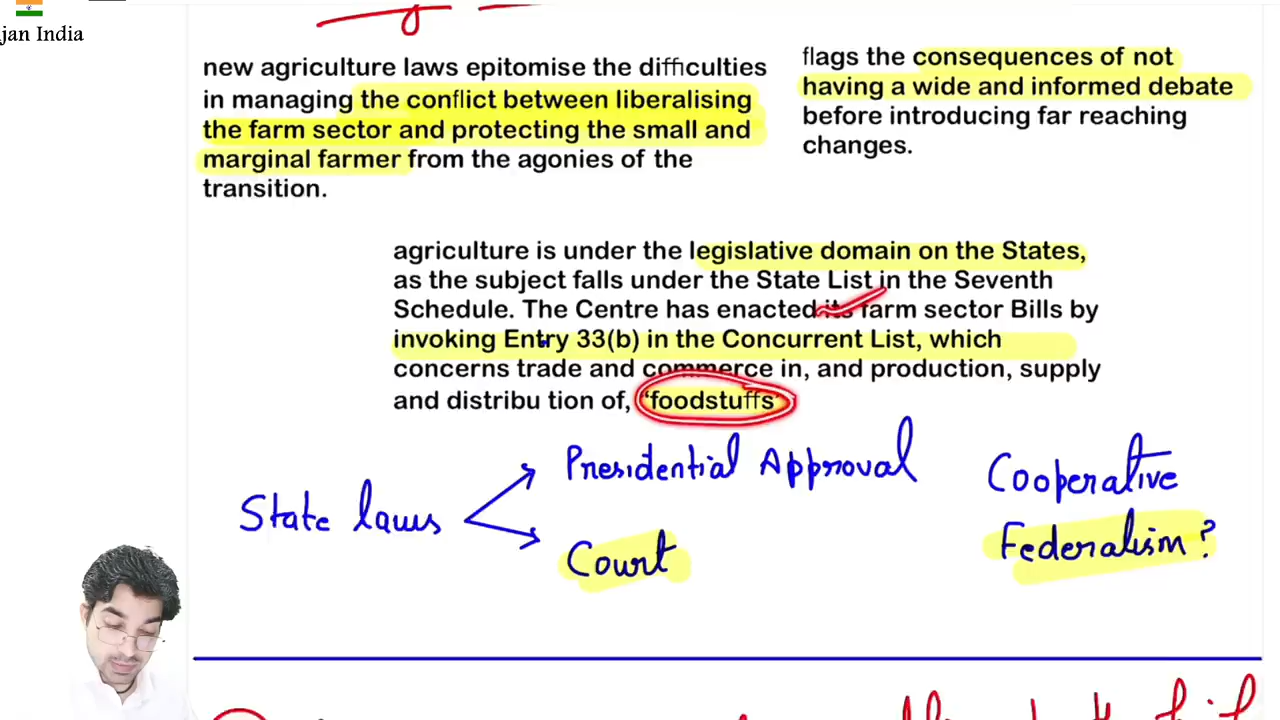 jan India
new agriculture laws epitomise the difficulties
in managing the conflict between liberalising
the farm sector and protecting the small and
marginal farmer from the agonies of the
transition.
flags the consequences of not
having a wide and informed debate
before introducing far reaching
changes.
agriculture is under the legislative domain on the States,
as the subject falls under the State List in the Seventh
Schedule. The Centre has enacted its farm sector Bills by
invoking Entry 33(b) in the Concurrent List, which
concerns trade and commerce in, and production, supply
and distribu tion of, 'foodstuffs'
State laws
Presidential Approval
Court
Cooperative
Federalism?